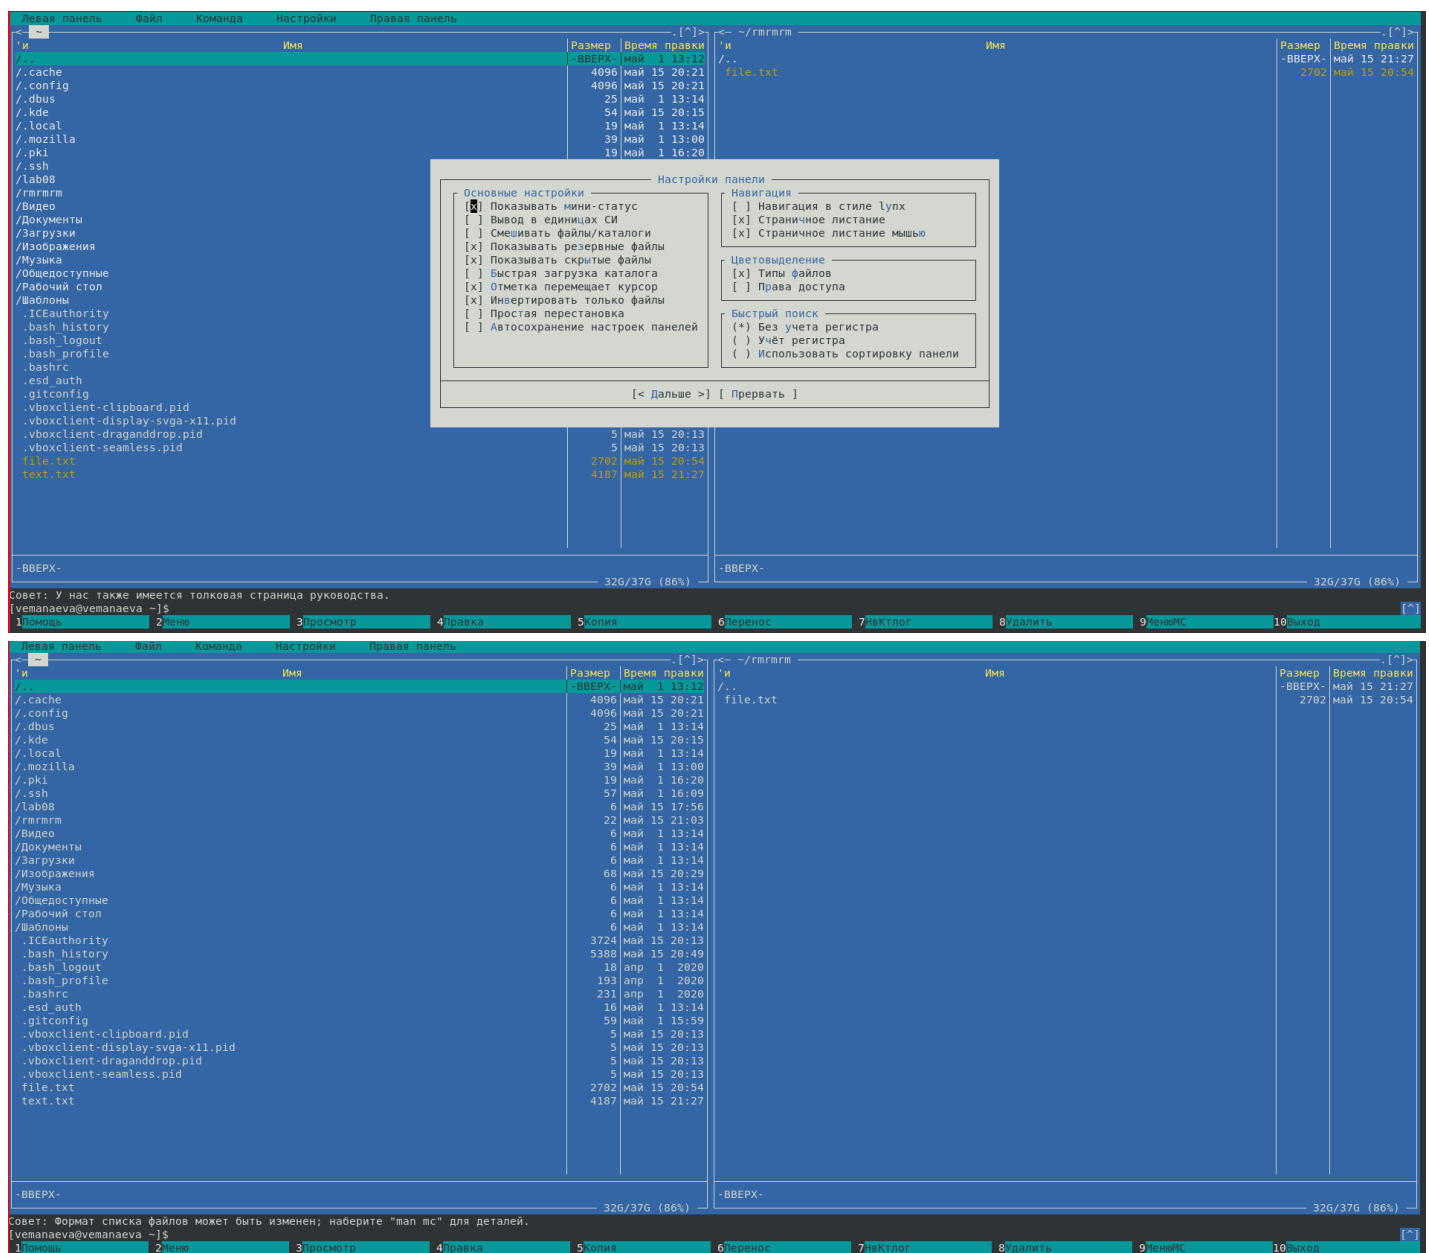 Левая панель Файл Команда Настройки Правая панель
<— ~ .[^]> <— ~/rmrmrm .[^]>
'и Имя Размер Время правки 'и Имя Размер Время правки
/.. -ВВЕРХ- май 1 13:12 /.. -ВВЕРХ- май 15 21:27
/.cache 4096 май 15 20:21 file.txt 2702 май 15 20:54
/.config 4096 май 15 20:21
/.dbus 25 май 1 13:14
/.kde 54 май 15 20:15
/.local 19 май 1 13:14
/.mozilla 39 май 1 13:00
/.pki 19 май 1 16:20
/.ssh
/lab08
/rmrmrm
/Видео
/Документы
/Загрузки
/Изображения
/Музыка
/Общедоступные
/Рабочий стол
/Шаблоны
.ICEauthority
.bash_history
.bash_logout
.bash_profile
.bashrc
.esd_auth
.gitconfig
.vboxclient-clipboard.pid
.vboxclient-display-svga-x11.pid
.vboxclient-draganddrop.pid 5 май 15 20:13
.vboxclient-seamless.pid 5 май 15 20:13
file.txt 2702 май 15 20:54
text.txt 4187 май 15 21:27
Настройки панели
Основные настройки
[x] Показывать мини-статус
[ ] Вывод в единицах СИ
[ ] Смешивать файлы/каталоги
[x] Показывать резервные файлы
[x] Показывать скрытые файлы
[ ] Быстрая загрузка каталога
[x] Отметка перемещает курсор
[x] Инвертировать только файлы
[ ] Простая перестановка
[ ] Автосохранение настроек панелей
Навигация
[ ] Навигация в стиле lynx
[x] Страничное листание
[x] Страничное листание мышью
Цветовыделение
[x] Типы файлов
[ ] Права доступа
Быстрый поиск
(*) Без учета регистра
( ) Учёт регистра
( ) Использовать сортировку панели
[< Дальше >] [ Прервать ]
-ВВЕРХ- -ВВЕРХ-
32G/37G (86%) 32G/37G (86%)
Совет: У нас также имеется толковая страница руководства.
[vemanaeva@vemanaeva ~]$ [^]
1Помощь 2Меню 3Просмотр 4Правка 5Копия 6Перенос 7НвКтлог 8Удалить 9МенюМС 10Выход
Левая панель Файл Команда Настройки Правая панель
<— ~ .[^]> <— ~/rmrmrm .[^]>
'и Имя Размер Время правки 'и Имя Размер Время правки
/.. -ВВЕРХ- май 1 13:12 /.. -ВВЕРХ- май 15 21:27
/.cache 4096 май 15 20:21 file.txt 2702 май 15 20:54
/.config 4096 май 15 20:21
/.dbus 25 май 1 13:14
/.kde 54 май 15 20:15
/.local 19 май 1 13:14
/.mozilla 39 май 1 13:00
/.pki 19 май 1 16:20
/.ssh 57 май 1 16:09
/lab08 6 май 15 17:56
/rmrmrm 22 май 15 21:03
/Видео 6 май 1 13:14
/Документы 6 май 1 13:14
/Загрузки 6 май 1 13:14
/Изображения 68 май 15 20:29
/Музыка 6 май 1 13:14
/Общедоступные 6 май 1 13:14
/Рабочий стол 6 май 1 13:14
/Шаблоны 6 май 1 13:14
.ICEauthority 3724 май 15 20:13
.bash_history 5388 май 15 20:49
.bash_logout 18 апр 1 2020
.bash_profile 193 апр 1 2020
.bashrc 231 апр 1 2020
.esd_auth 16 май 1 13:14
.gitconfig 59 май 1 15:59
.vboxclient-clipboard.pid 5 май 15 20:13
.vboxclient-display-svga-x11.pid 5 май 15 20:13
.vboxclient-draganddrop.pid 5 май 15 20:13
.vboxclient-seamless.pid 5 май 15 20:13
file.txt 2702 май 15 20:54
text.txt 4187 май 15 21:27
-ВВЕРХ- -ВВЕРХ-
32G/37G (86%) 32G/37G (86%)
Совет: Формат списка файлов может быть изменен; наберите "man mc" для деталей.
[vemanaeva@vemanaeva ~]$ [^]
1Помощь 2Меню 3Просмотр 4Правка 5Копия 6Перенос 7НвКтлог 8Удалить 9МенюМС 10Выход